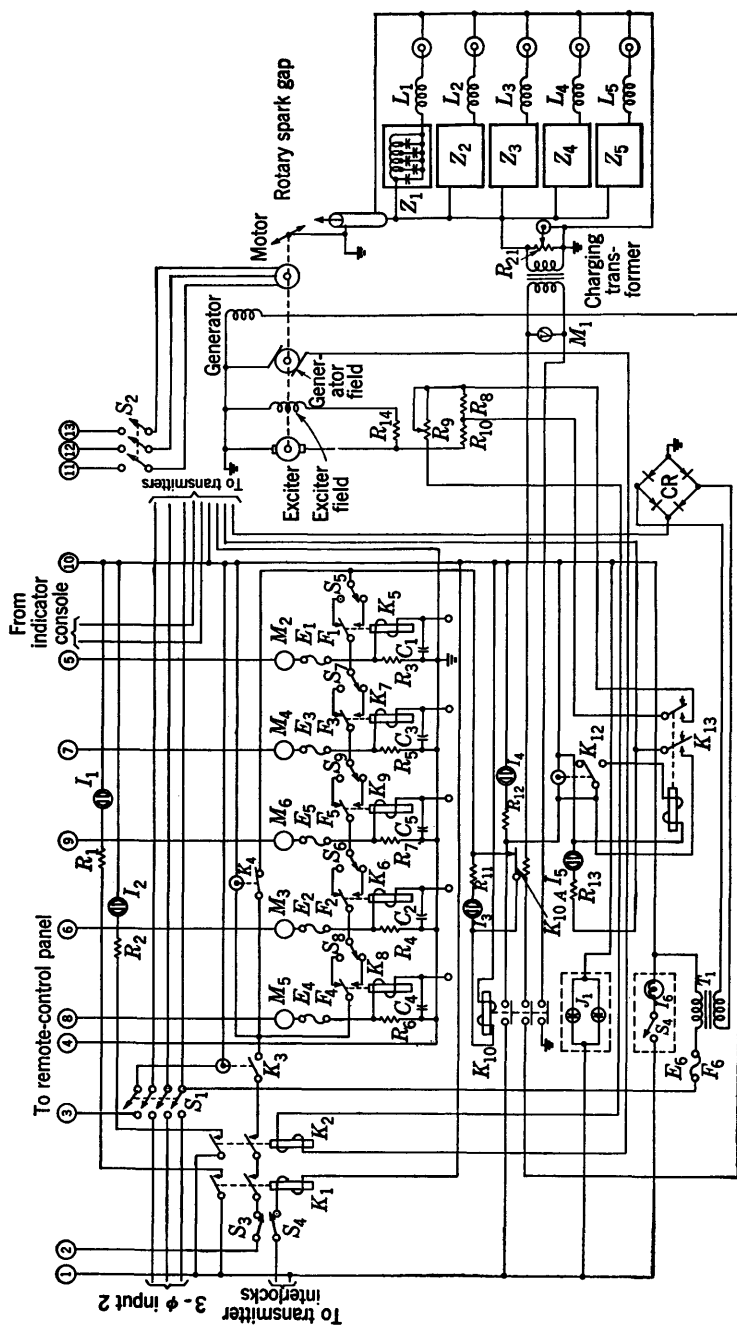 To remote-control panel
From indicator console
1
2
3
4
8
6
9
7
5
10
11
12
13
3-ϕ input 2
To transmitter interlocks
To transmitters
S1
S2
S3
S4
R1
I1
R2
I2
K1
K2
K3
K4
M5
E4
F4
S8
K8
R6
C4
M3
E2
F2
S6
K6
R4
C2
M6
E5
F5
S9
K9
R7
C5
M4
E3
F3
S7
K7
R5
C3
M2
E1
F1
S5
K5
R3
C1
Motor
Rotary spark gap
Generator
Gener-
ator
field
Exciter
Exciter
field
R14
R9
R10
R8
R21
M1
Charging
trans-
former
Z1
L1
Z2
L2
Z3
L3
Z4
L4
Z5
L5
K10
I3
R11
K10 A
R12
I4
I5
R13
K12
K13
J1
S4
I6
E6
F6
T1
CR